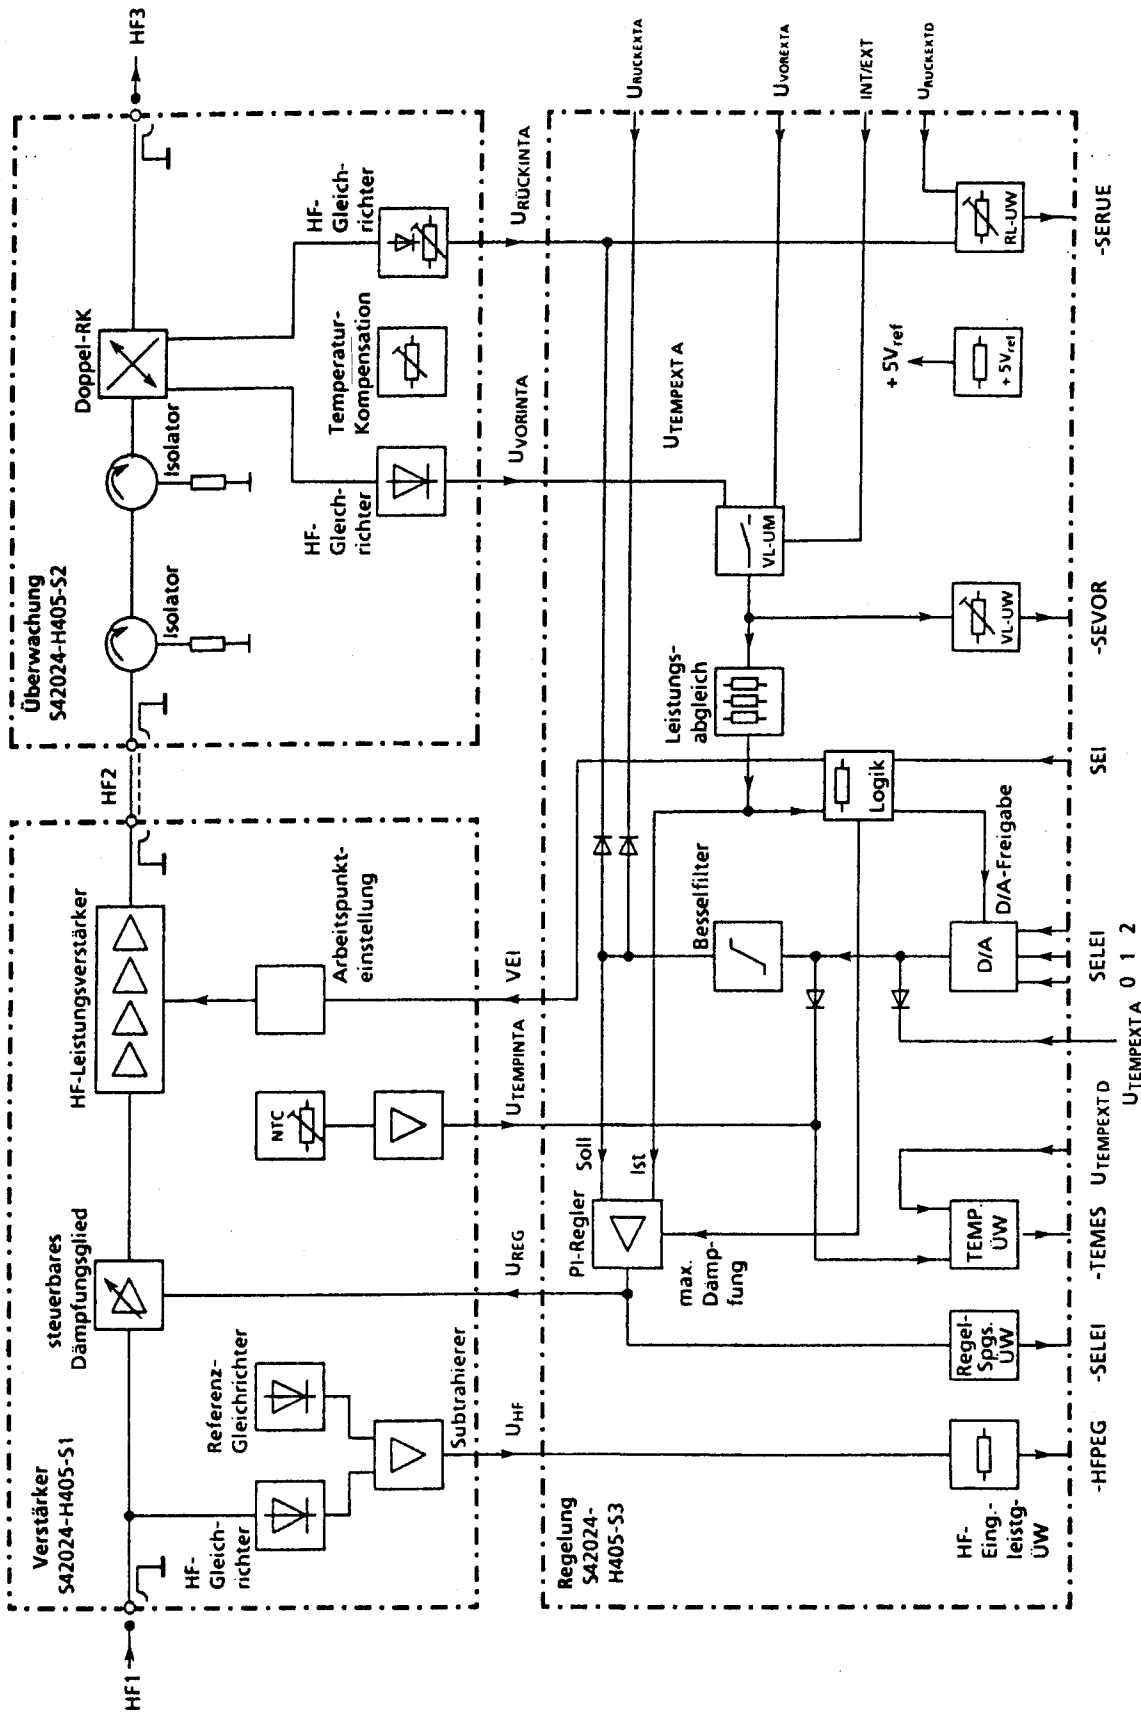 HF1
Verstärker
S42024-H405-S1
HF-
Gleich-
richter
Referenz-
Gleichrichter
Subtrahierer
steuerbares
Dämpfungsglied
NTC
HF-Leistungsverstärker
Arbeitspunkt-
einstellung
HF2
Überwachung
S42024-H405-S2
Isolator
Isolator
Doppel-RK
HF-
Gleich-
richter
Temperatur-
Kompensation
HF-
Gleich-
richter
HF3
UHF
UREG
UTEMPINTA
VEI
UVORINTA
URÜCKINTA
Regelung
S42024-
H405-S3
HF-
Eing.-
leistg-
ÜW
Regel-
Spgs.
ÜW
PI-Regler
Soll
Ist
max.
Dämp-
fung
TEMP.
ÜW
Besselfilter
D/A
D/A-Freigabe
Logik
Leistungs-
abgleich
VL-UM
VL-UW
UTEMPEXT A
+ 5Vref
+ 5Vref
RL-UW
URUCKEXTA
UVOREXTA
INT/EXT
URUCKEXTD
-HFPEG
-SELEI
-TEMES
UTEMPEXT D
UTEMPEXT A
SELEI
0 1 2
SEI
-SEVOR
-SERUE